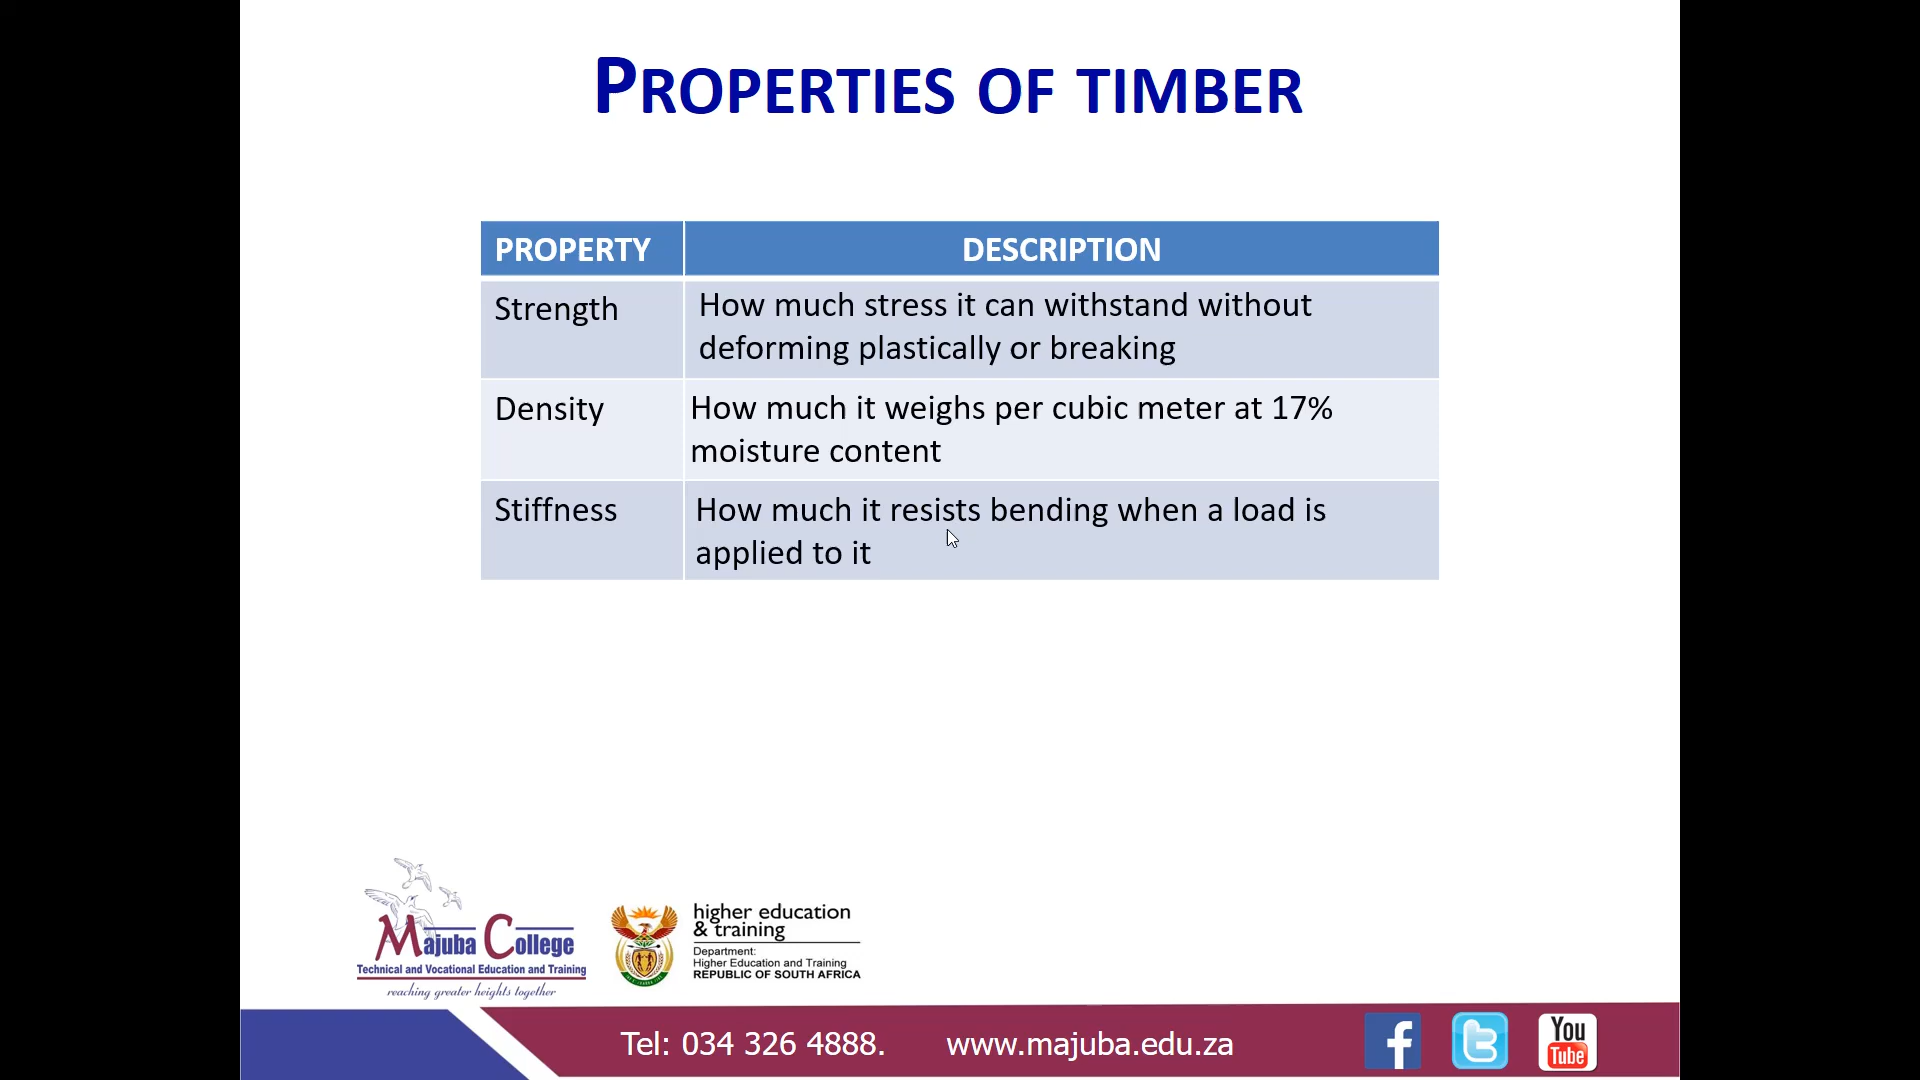 PROPERTIES OF TIMBER
PROPERTY DESCRIPTION
Strength How much stress it can withstand without
deforming plastically or breaking
Density How much it weighs per cubic meter at 17%
moisture content
Stiffness How much it resists bending when a load is
applied to it
Majuba College
Technical and Vocational Education and Training
reaching greater heights together
higher education
& training
Department:
Higher Education and Training
REPUBLIC OF SOUTH AFRICA
Tel: 034 326 4888. www.majuba.edu.za
f
t
You
Tube